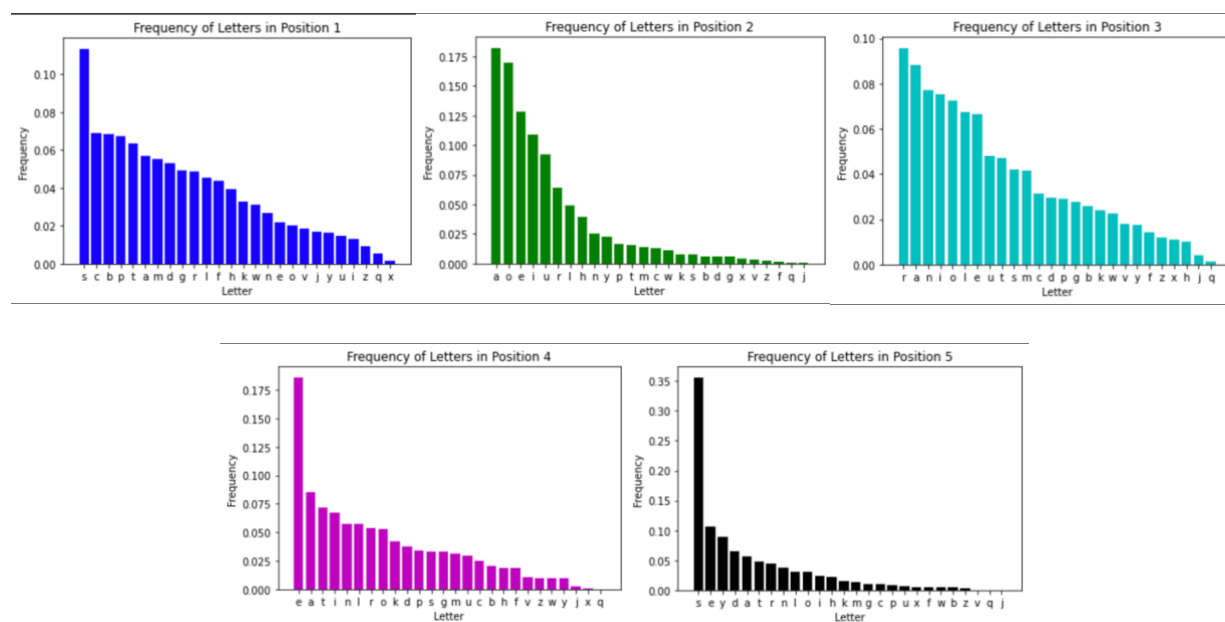 Frequency of Letters in Position 1
Frequency
0.10
0.08
0.06
0.04
0.02
0.00
s c b p t a m d g r l f h k w n e o v j y u i z q x
Letter
Frequency of Letters in Position 2
Frequency
0.175
0.150
0.125
0.100
0.075
0.050
0.025
0.000
a o e i u r l h n y p t m c w k s b d g x v z f q j
Letter
Frequency of Letters in Position 3
Frequency
0.10
0.08
0.06
0.04
0.02
0.00
r a n i o l e u t s m c d p g b k w v y f z x h j q
Letter
Frequency of Letters in Position 4
Frequency
0.175
0.150
0.125
0.100
0.075
0.050
0.025
0.000
e a t i n l r o k d p s g m u c b h f v z w y j x q
Letter
Frequency of Letters in Position 5
Frequency
0.35
0.30
0.25
0.20
0.15
0.10
0.05
0.00
s e y d a t r n l o i h k m g c p u x f w b z v q j
Letter